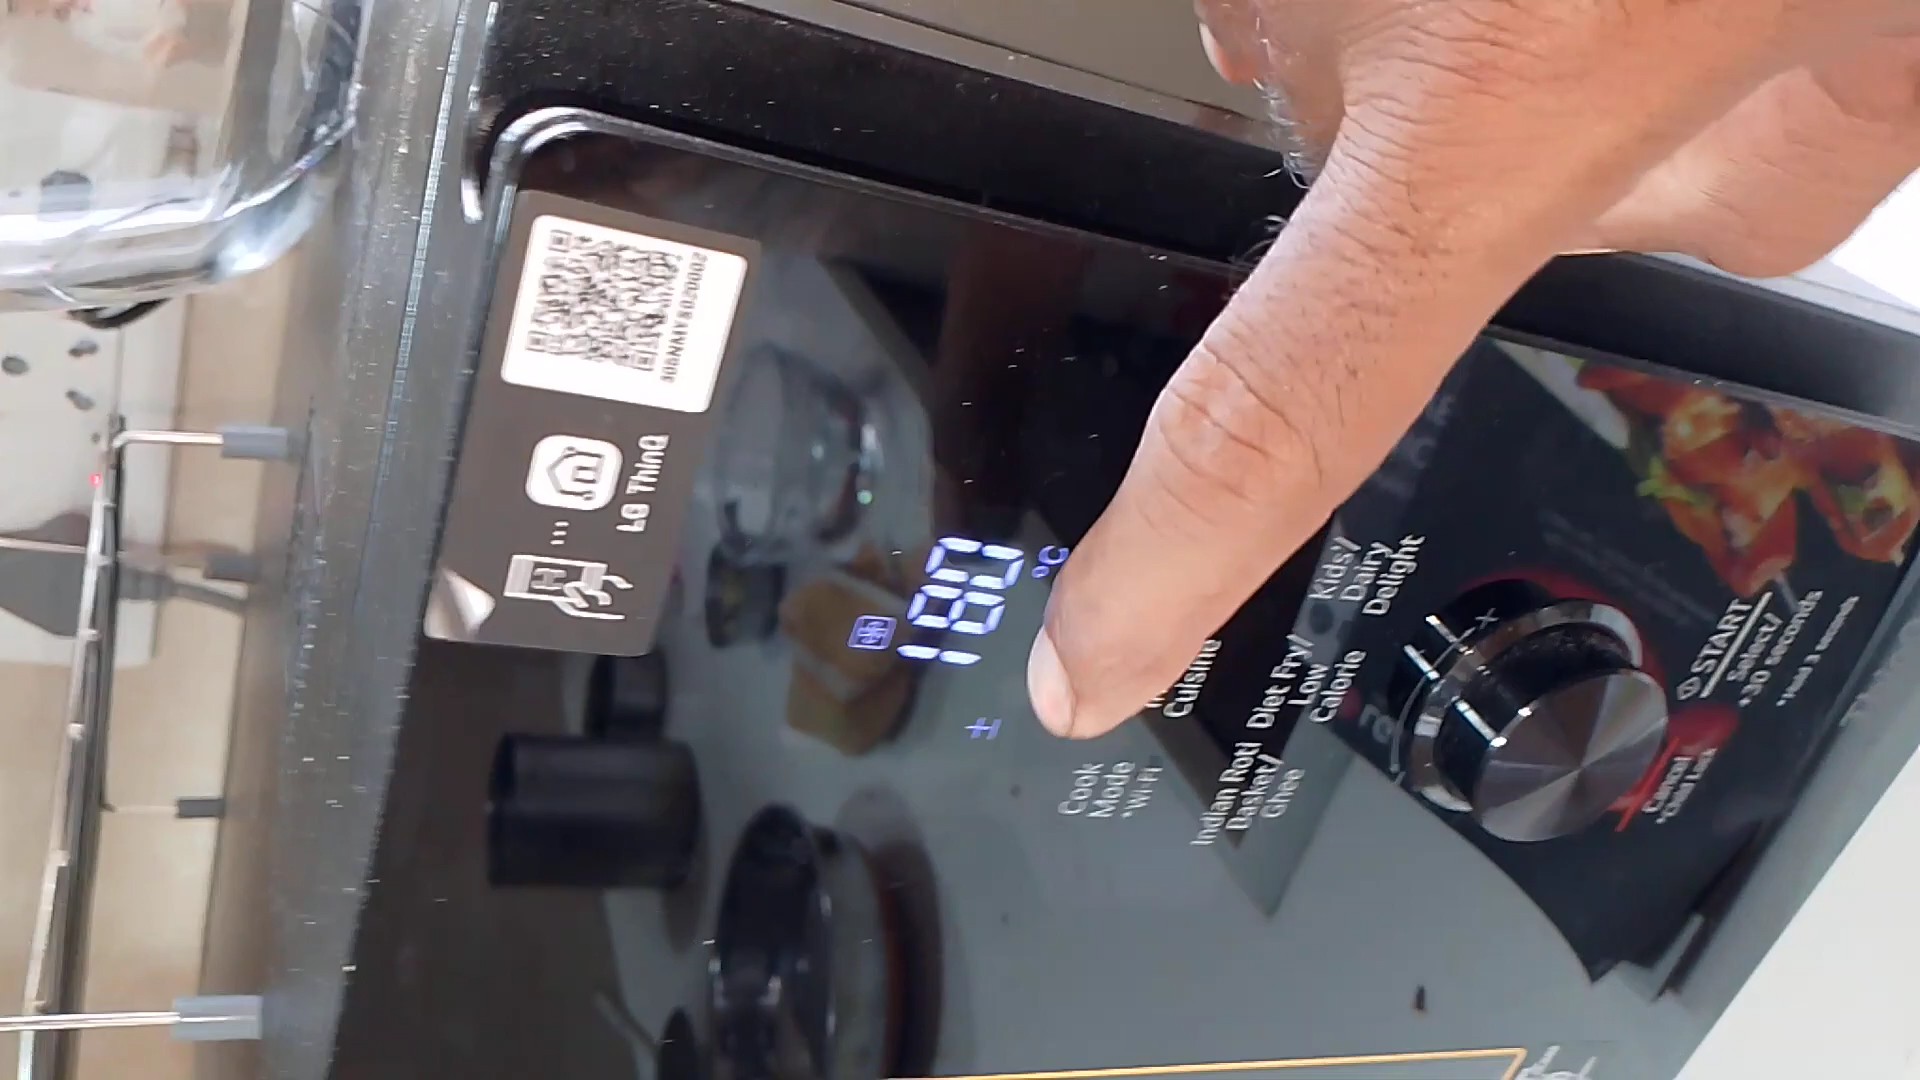 LG ThinQ
180
°C
+
Cook
Mode
•Wi-Fi
Cuisine
Kids'/
Dairy
Delight
Diet Fry/
Low
Calorie
Indian Roti
Basket/
Ghee
START
Select/
+30 seconds
*Hold 3 seconds
Cancel
*Child Lock